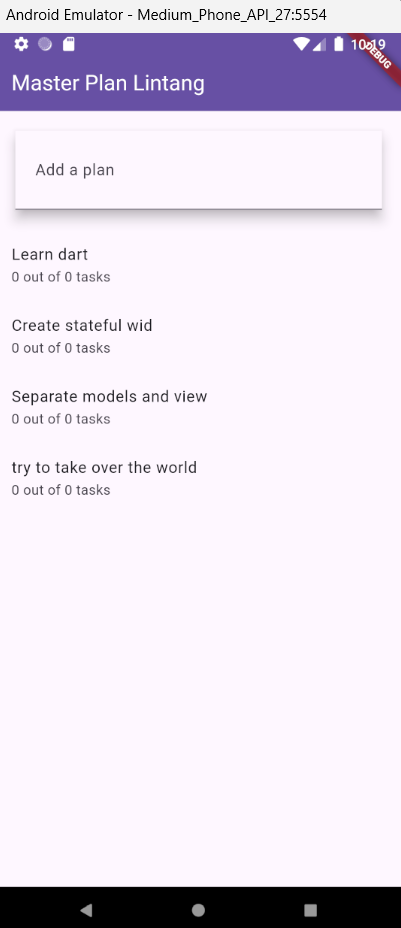 Android Emulator - Medium_Phone_API_27:5554
10:19
DEBUG
Master Plan Lintang
Add a plan
Learn dart
0 out of 0 tasks
Create stateful wid
0 out of 0 tasks
Separate models and view
0 out of 0 tasks
try to take over the world
0 out of 0 tasks